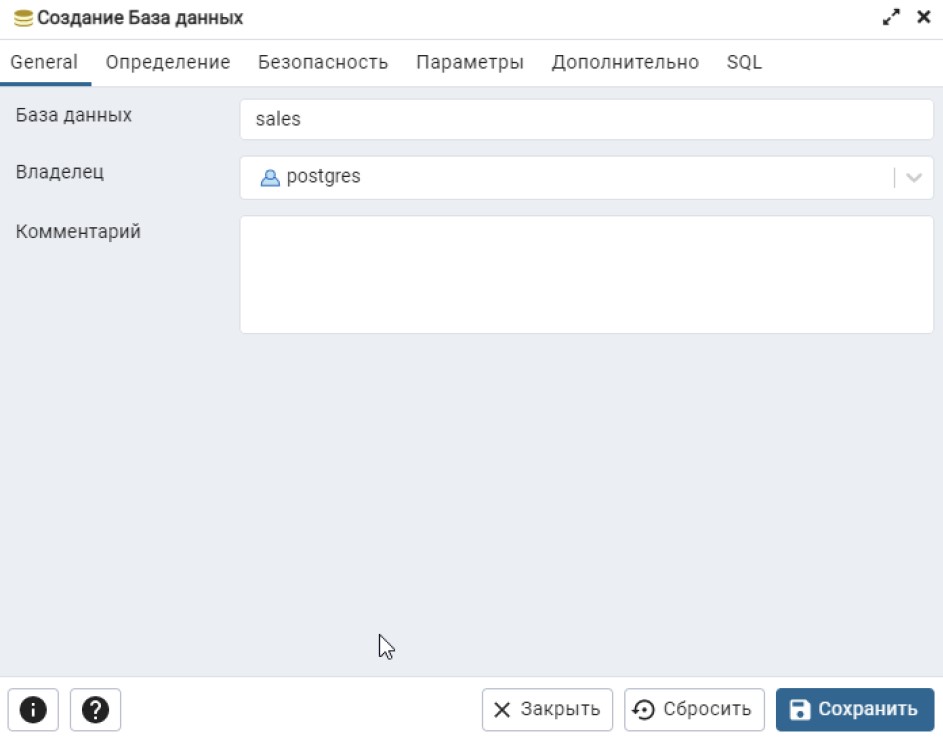 Создание База данных
General Определение Безопасность Параметры Дополнительно SQL
База данных sales
Владелец postgres
Комментарий
Закрыть Сбросить Сохранить